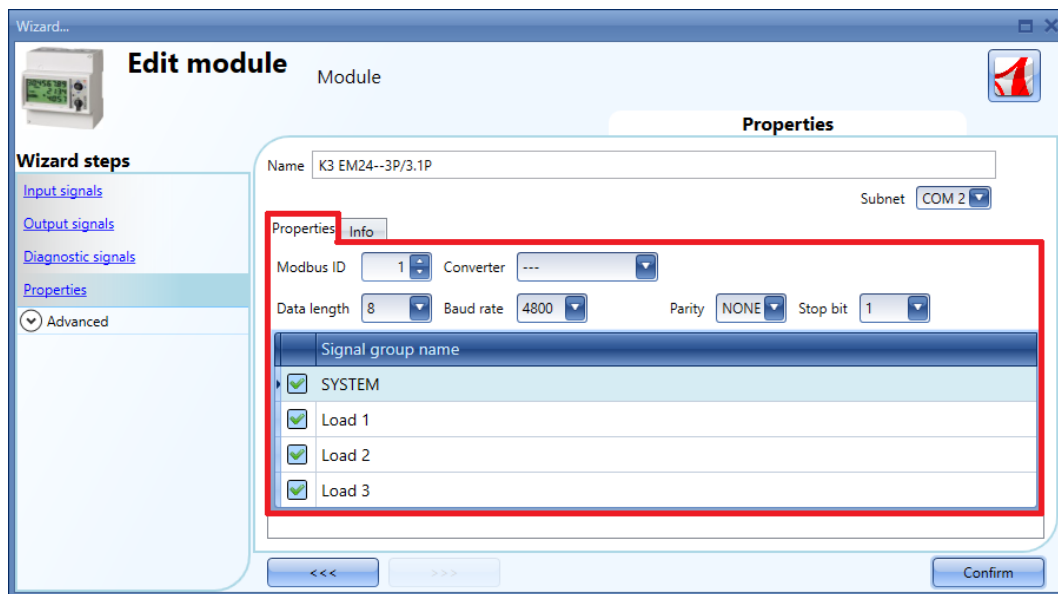 Wizard...
Edit module
Module
Properties
Wizard steps
Input signals
Output signals
Diagnostic signals
Properties
Advanced
Name K3 EM24--3P/3.1P
Subnet COM 2
Properties Info
Modbus ID 1 Converter ---
Data length 8 Baud rate 4800 Parity NONE Stop bit 1
Signal group name
SYSTEM
Load 1
Load 2
Load 3
<<< >>> Confirm